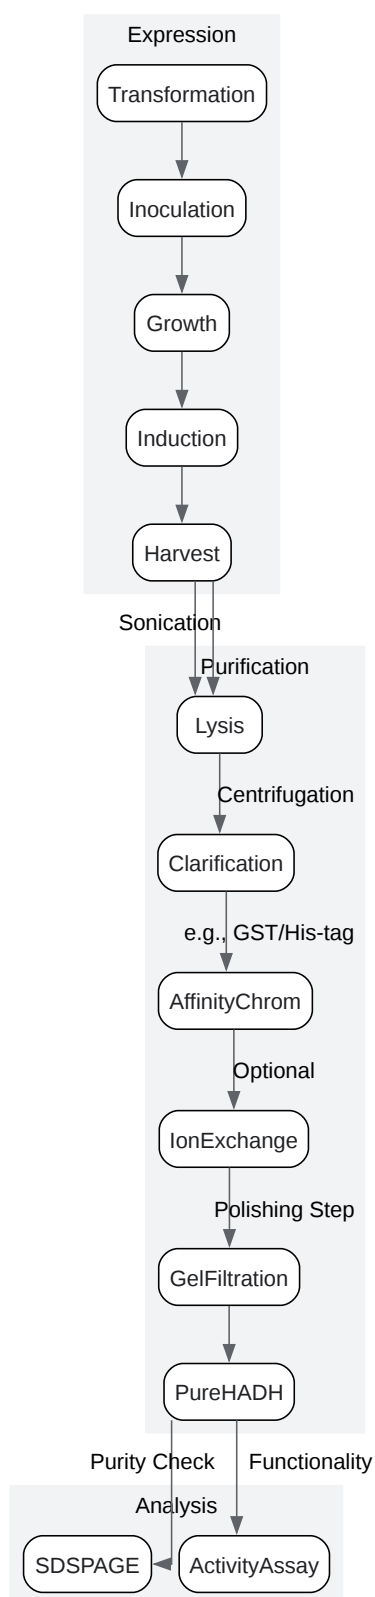 Expression
Transformation
Inoculation
Growth
Induction
Harvest
Sonication
Purification
Lysis
Centrifugation
Clarification
e.g., GST/His-tag
AffinityChrom
Optional
IonExchange
Polishing Step
GelFiltration
PureHADH
Purity Check
Functionality
Analysis
SDSPAGE
ActivityAssay